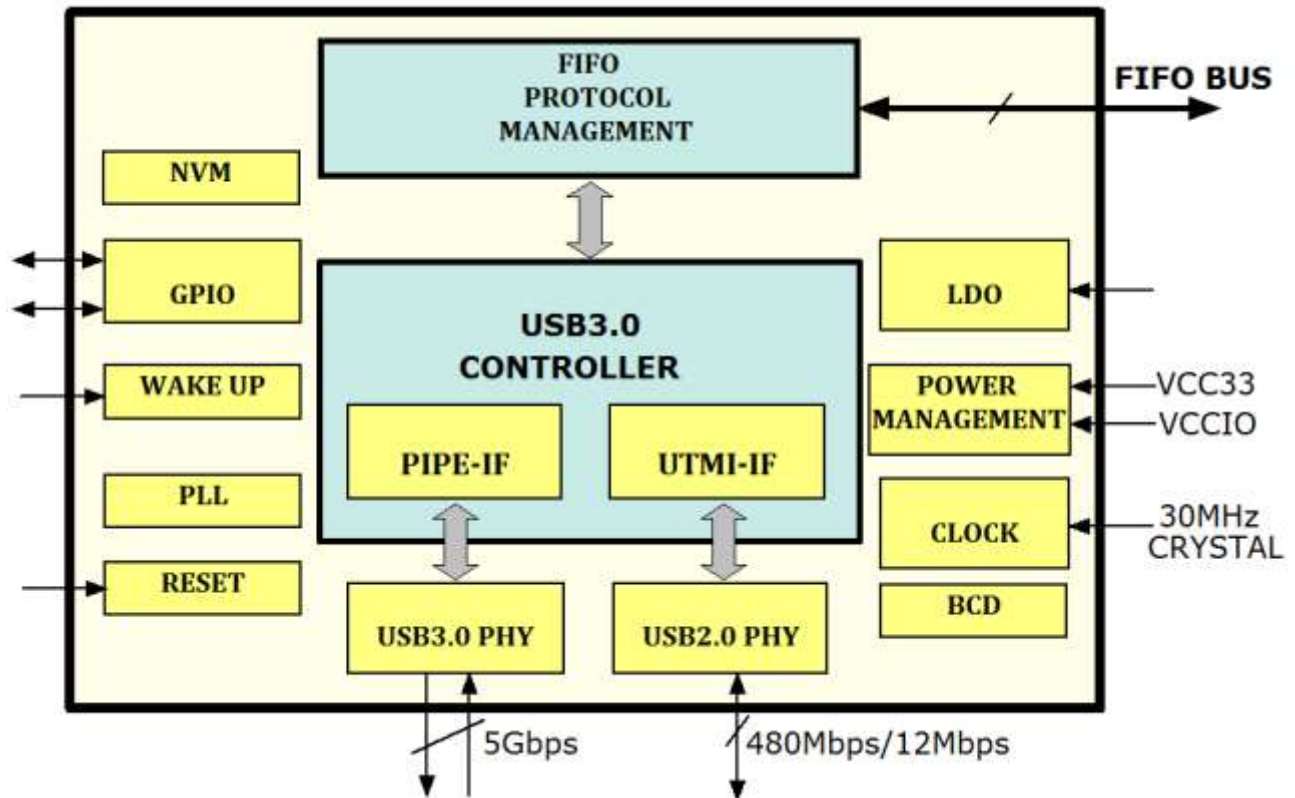 FIFO
PROTOCOL
MANAGEMENT
FIFO BUS
NVM
GPIO
LDO
USB3.0
CONTROLLER
WAKE UP
POWER
MANAGEMENT
VCC33
VCCIO
PIPE-IF
UTMI-IF
PLL
CLOCK
30MHz
CRYSTAL
RESET
BCD
USB3.0 PHY
USB2.0 PHY
5Gbps
480Mbps/12Mbps